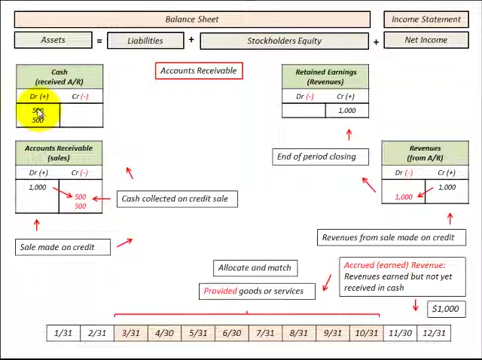 Balance Sheet
Income Statement
Assets
=
Liabilities
+
Stockholders Equity
+
Net Income
Cash
(received A/R)
Dr (+) Cr (-)
500
500
Accounts Receivable
Retained Earnings
(Revenues)
Dr (-) Cr (+)
1,000
Accounts Receivable
(sales)
Dr (+) Cr (-)
1,000
500
500
Cash collected on credit sale
End of period closing
Revenues
(from A/R)
Dr (-) Cr (+)
1,000 1,000
Sale made on credit
Revenues from sale made on credit
Allocate and match
Provided goods or services
Accrued (earned) Revenue:
Revenues earned but not yet
received in cash
$1,000
1/31 2/31 3/31 4/30 5/31 6/30 7/31 8/31 9/31 10/31 11/30 12/31